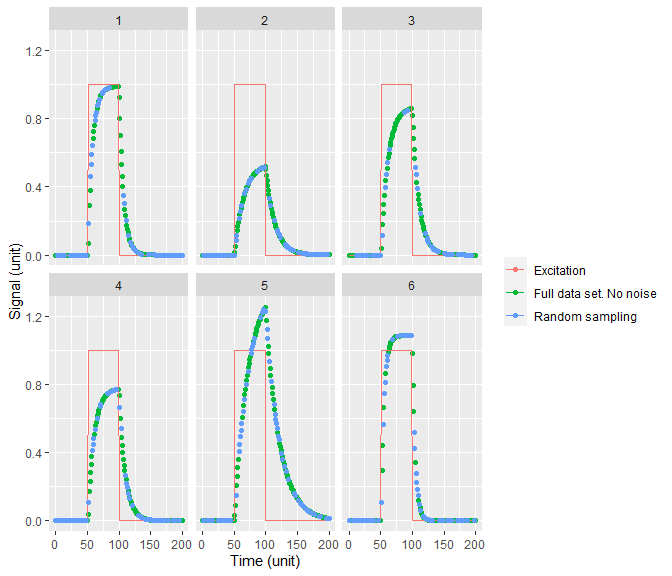 1 2 3
1.2
0.8
0.4
0.0
4 5 6
1.2
0.8
0.4
0.0
0 50 100 150 200 0 50 100 150 200 0 50 100 150 200
Time (unit)
Signal (unit)
Excitation
Full data set. No noise
Random sampling